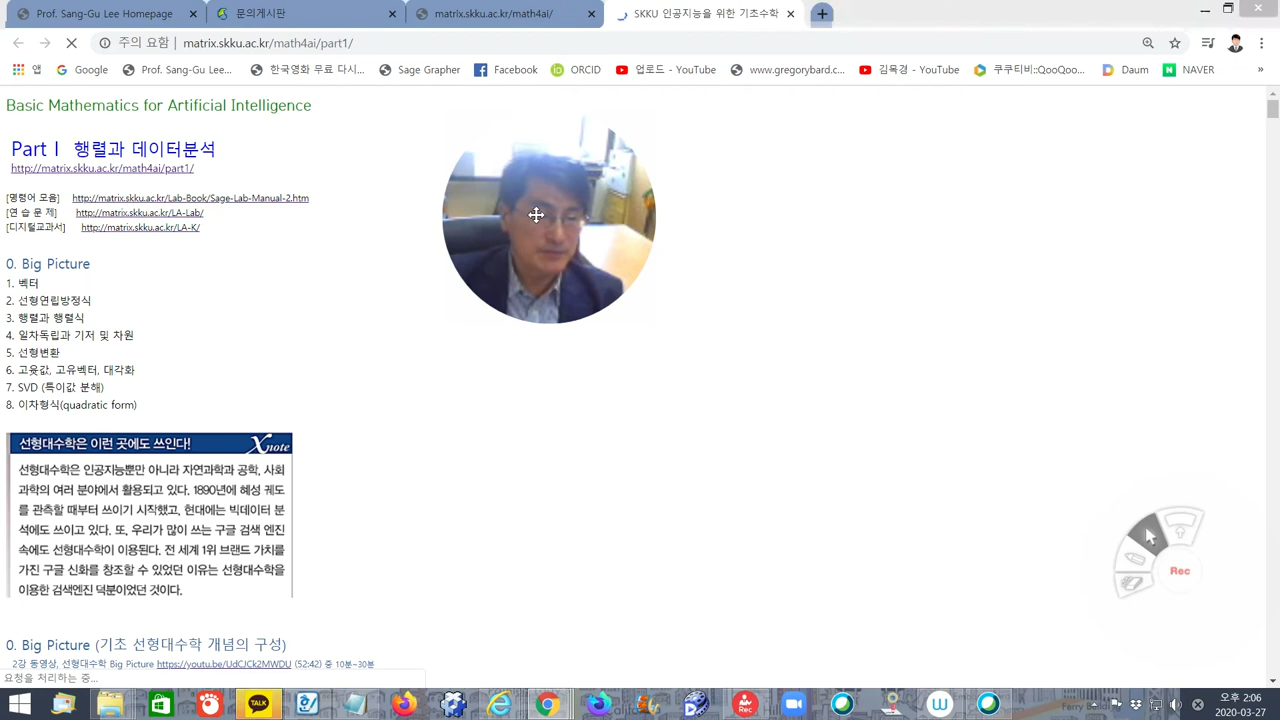 Prof. Sang-Gu Lee Homepage
문의게시판
matrix.skku.ac.kr/math4ai/
SKKU 인공지능을 위한 기초수학
주의 요함 | matrix.skku.ac.kr/math4ai/part1/
앱 Google Prof. Sang-Gu Lee... 한국영화 무료 다시... Sage Grapher Facebook ORCID 업로드 - YouTube www.gregorybard.c... 김목경 - YouTube 쿠쿠티비::QooQoo... Daum NAVER »
Basic Mathematics for Artificial Intelligence
Part Ⅰ 행렬과 데이터분석
http://matrix.skku.ac.kr/math4ai/part1/
[명령어 모음] http://matrix.skku.ac.kr/Lab-Book/Sage-Lab-Manual-2.htm
[연 습 문 제] http://matrix.skku.ac.kr/LA-Lab/
[디지털교과서] http://matrix.skku.ac.kr/LA-K/
0. Big Picture
1. 벡터
2. 선형연립방정식
3. 행렬과 행렬식
4. 일차독립과 기저 및 차원
5. 선형변환
6. 고윳값, 고유벡터, 대각화
7. SVD (특이값 분해)
8. 이차형식(quadratic form)
선형대수학은 이런 곳에도 쓰인다! Xnote
선형대수학은 인공지능뿐만 아니라 자연과학과 공학, 사회
과학의 여러 분야에서 활용되고 있다. 1890년에 혜성 궤도
를 관측할 때부터 쓰이기 시작했고, 현대에는 빅데이터 분
석에도 쓰이고 있다. 또, 우리가 많이 쓰는 구글 검색 엔진
속에도 선형대수학이 이용된다. 전 세계 1위 브랜드 가치를
가진 구글 신화를 창조할 수 있었던 이유는 선형대수학을
이용한 검색엔진 덕분이었던 것이다.
Rec
0. Big Picture (기초 선형대수학 개념의 구성)
2강 동영상, 선형대수학 Big Picture https://youtu.be/UdCJCk2MWDU (52:42) 중 10분~30분
요청을 처리하는 중...
TALK
Rec
오후 2:06
2020-03-27